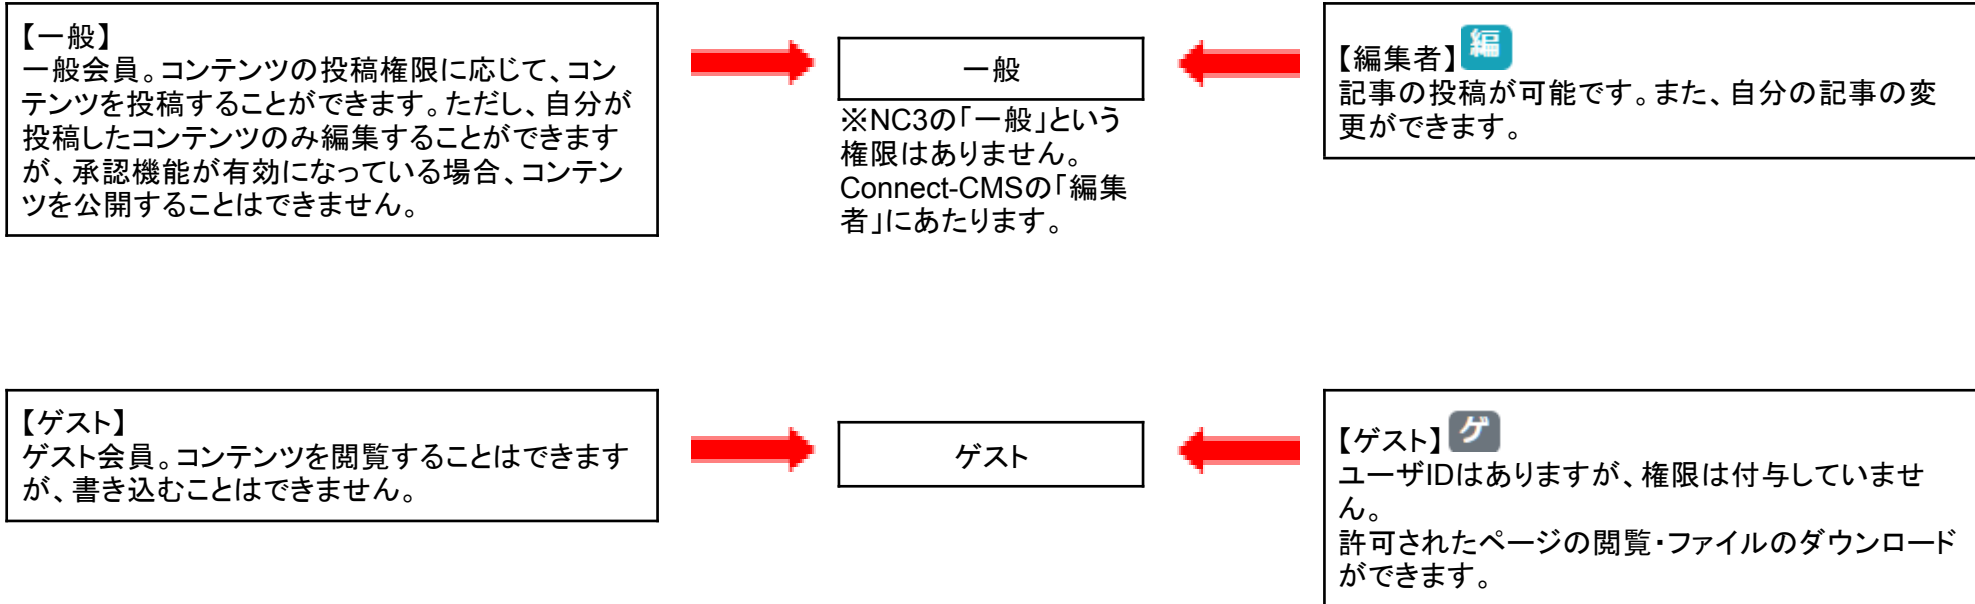 【一般】
一般会員。コンテンツの投稿権限に応じて、コン
テンツを投稿することができます。ただし、自分が
投稿したコンテンツのみ編集することができます
が、承認機能が有効になっている場合、コンテン
ツを公開することはできません。
一般
※NC3の「一般」という
権限はありません。
Connect-CMSの「編集
者」にあたります。
【編集者】編
記事の投稿が可能です。また、自分の記事の変
更ができます。
【ゲスト】
ゲスト会員。コンテンツを閲覧することはできます
が、書き込むことはできません。
ゲスト
【ゲスト】ゲ
ユーザIDはありますが、権限は付与していませ
ん。
許可されたページの閲覧・ファイルのダウンロード
ができます。